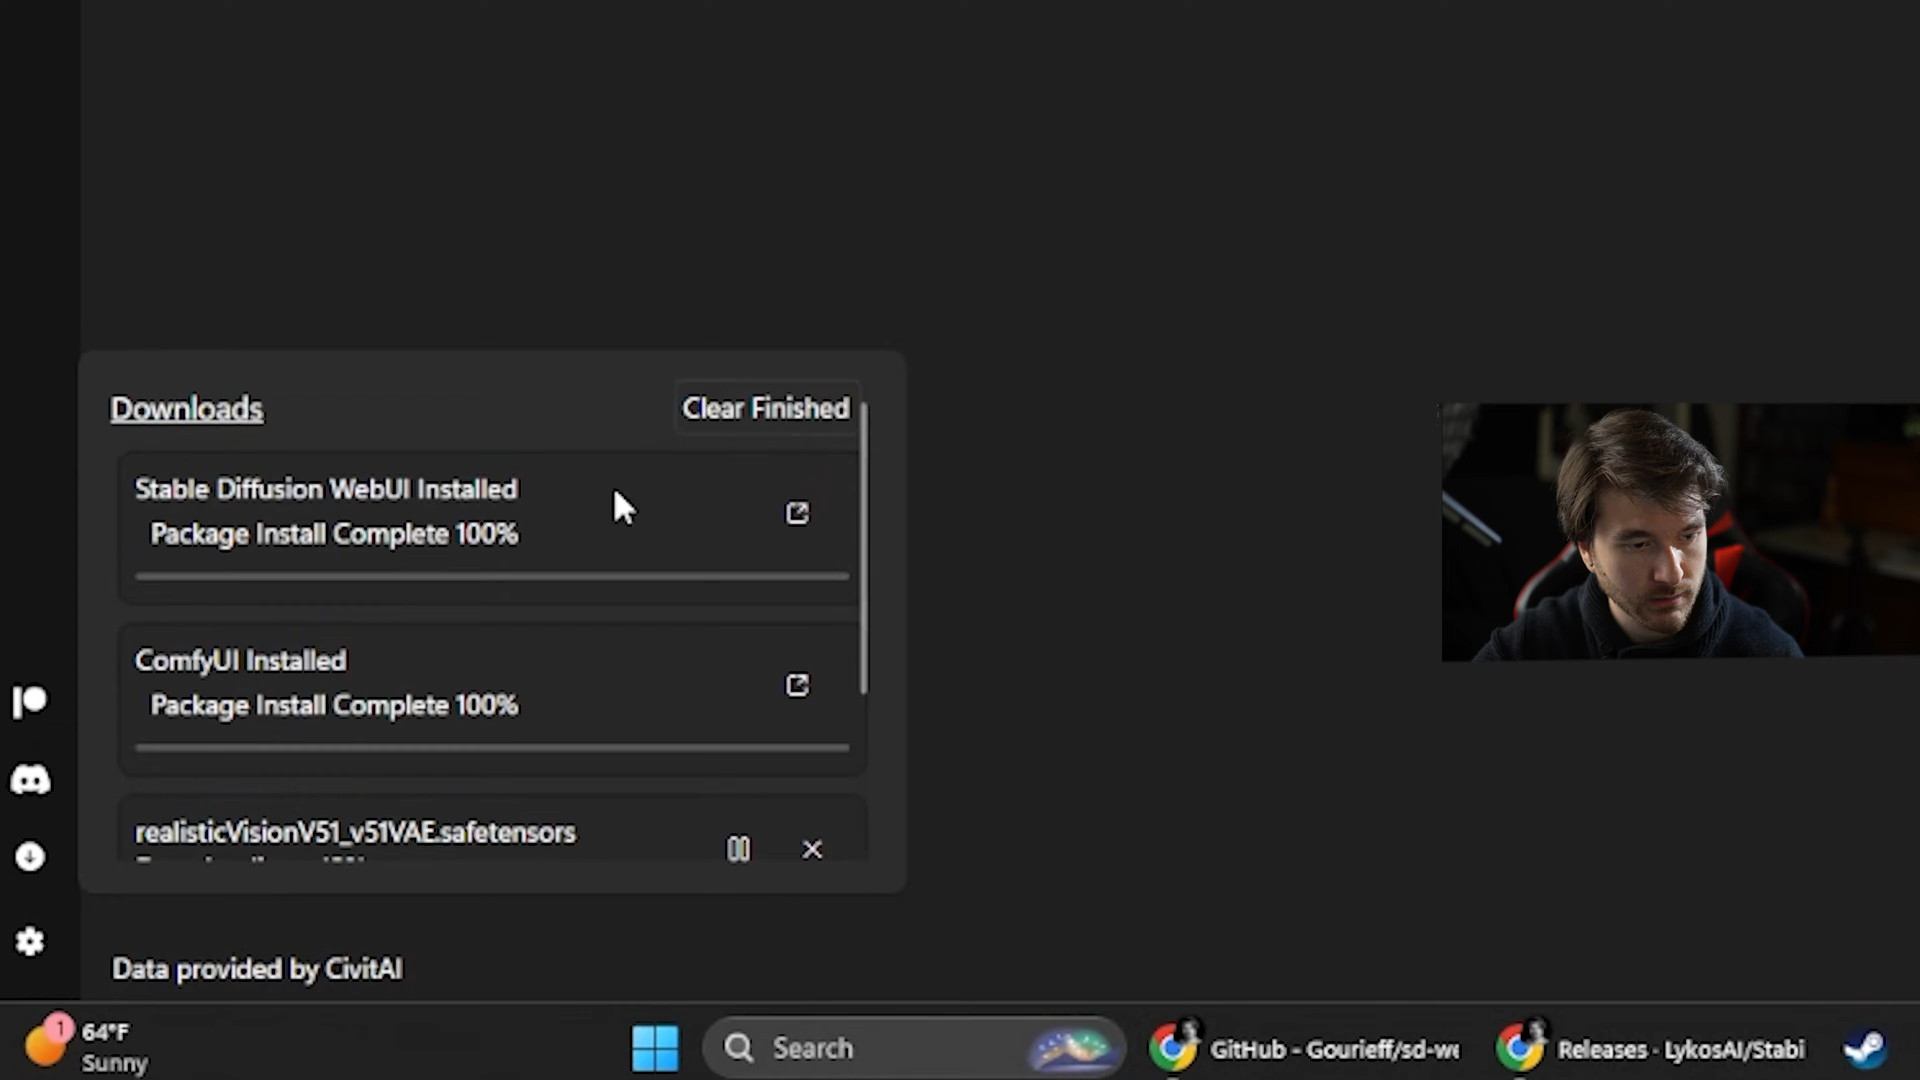 Downloads
Clear Finished
Stable Diffusion WebUI Installed
Package Install Complete 100%
ComfyUI Installed
Package Install Complete 100%
realisticVisionV51_v51VAE.safetensors
Data provided by CivitAI
1
64°F
Sunny
Search
GitHub - Gourieff/sd-we
Releases · LykosAI/Stabi